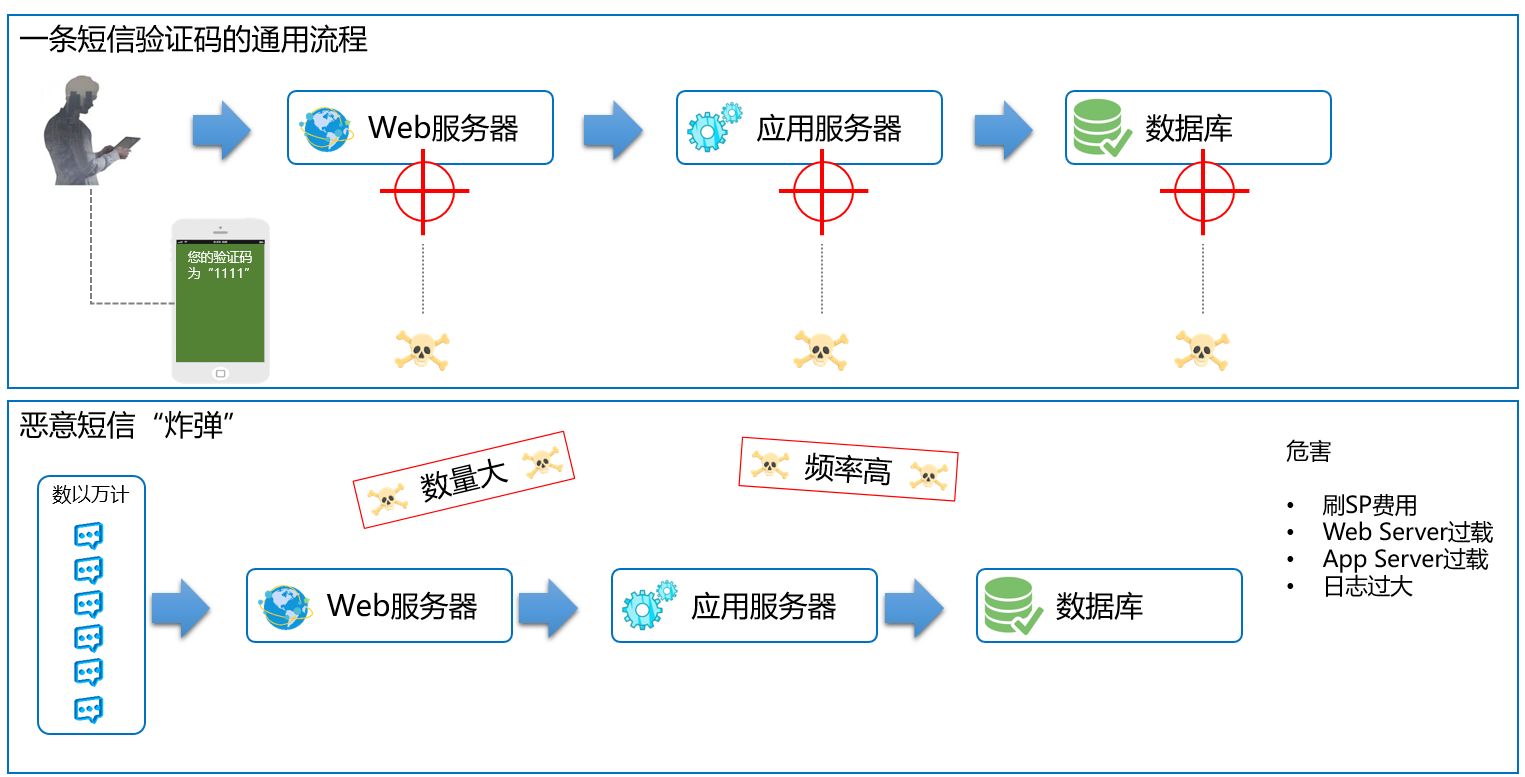 一条短信验证码的通用流程
Web服务器
应用服务器
数据库
您的验证码
为“1111”
恶意短信“炸弹”
数量大
频率高
危害
数以万计
• 刷SP费用
• Web Server过载
• App Server过载
• 日志过大
Web服务器
应用服务器
数据库